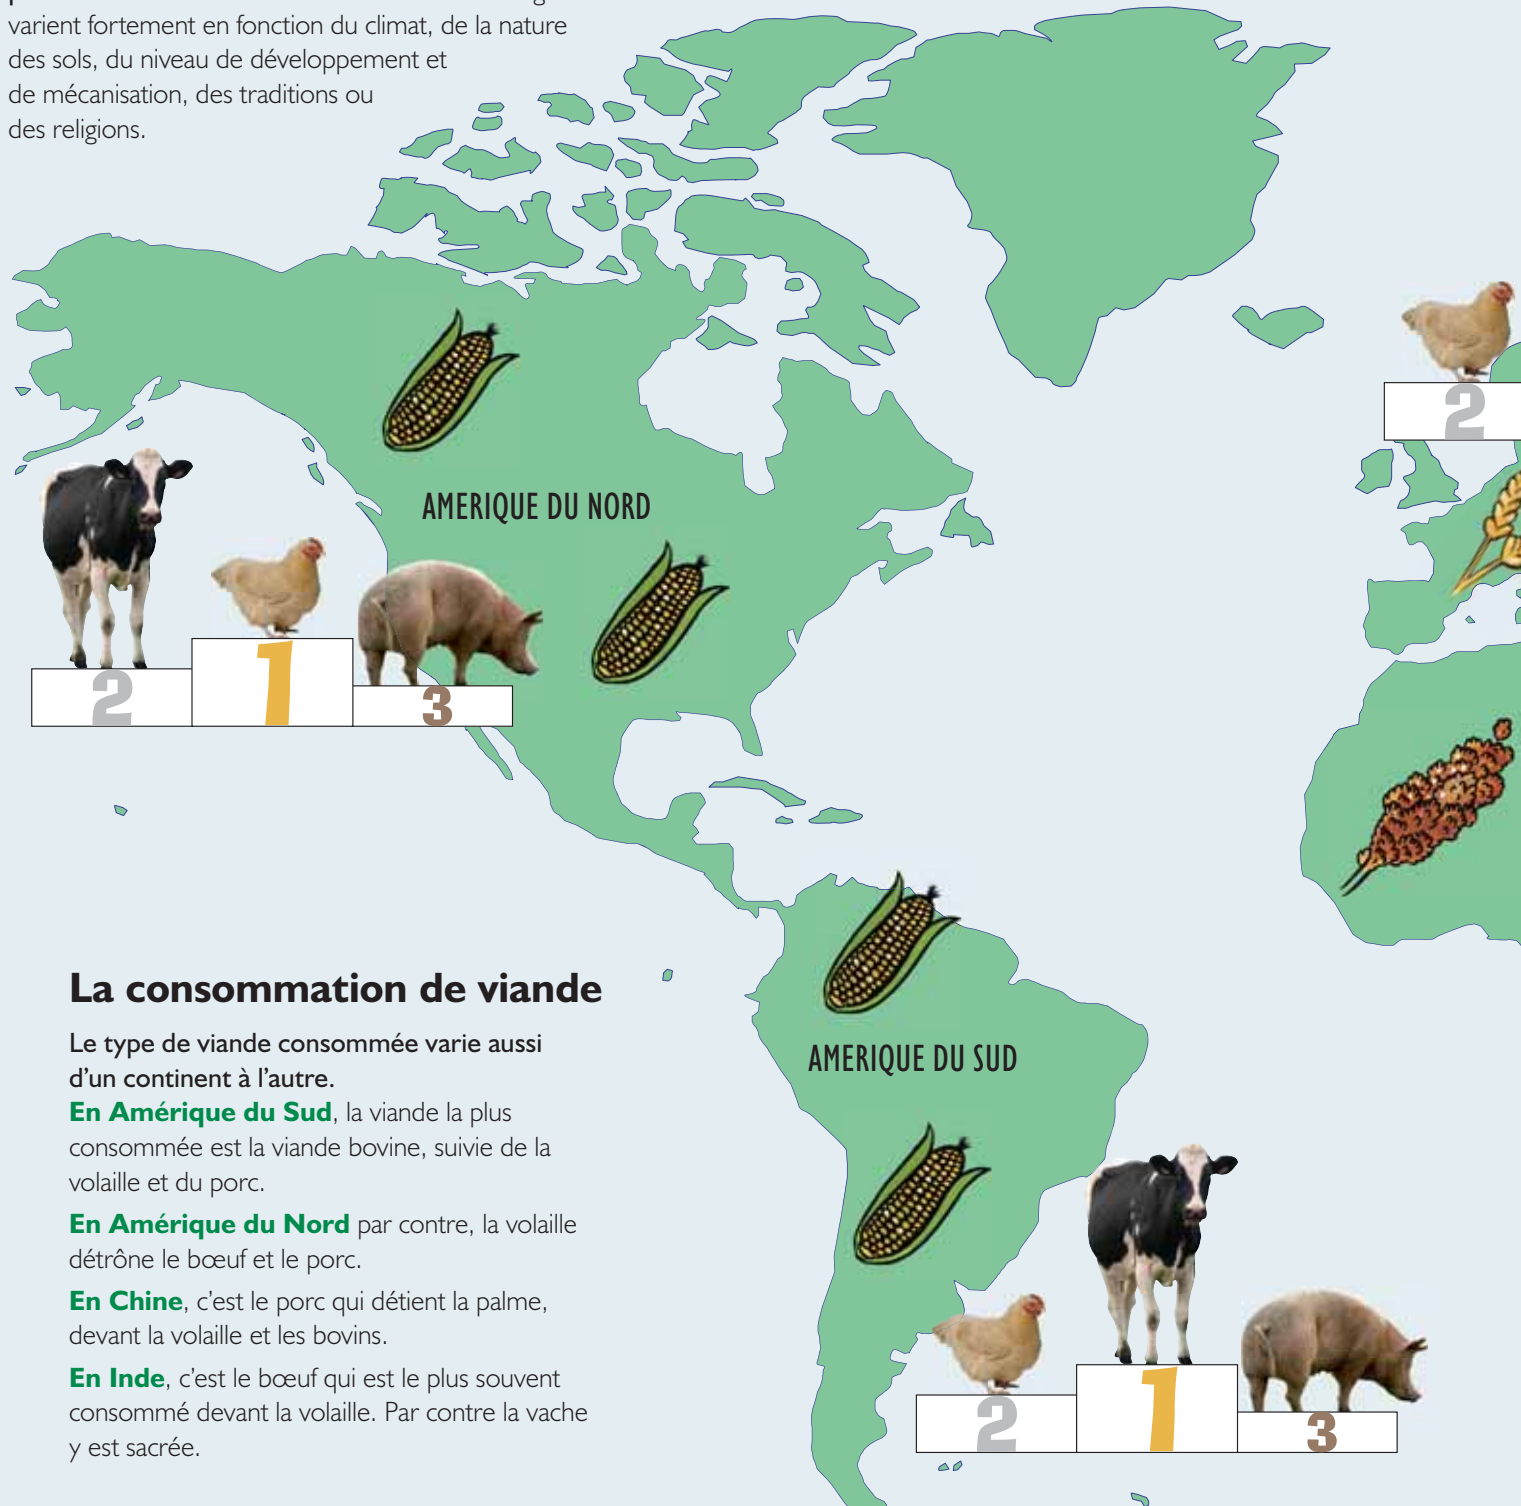 varient fortement en fonction du climat, de la nature
des sols, du niveau de développement et
de mécanisation, des traditions ou
des religions.
2
AMERIQUE DU NORD
2
1
3
La consommation de viande
Le type de viande consommée varie aussi
d'un continent à l'autre.
En Amérique du Sud, la viande la plus
consommée est la viande bovine, suivie de la
volaille et du porc.
En Amérique du Nord par contre, la volaille
détrône le bœuf et le porc.
En Chine, c'est le porc qui détient la palme,
devant la volaille et les bovins.
En Inde, c'est le bœuf qui est le plus souvent
consommé devant la volaille. Par contre la vache
y est sacrée.
AMERIQUE DU SUD
2
1
3